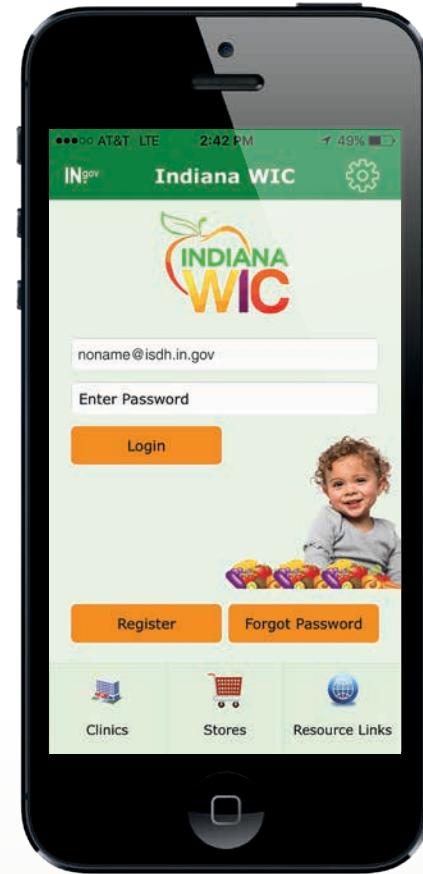 AT&T LTE 2:42 PM 49%
IN.gov Indiana WIC
INDIANA
WIC
noname@isdh.in.gov
Enter Password
Login
Register Forgot Password
Clinics Stores Resource Links